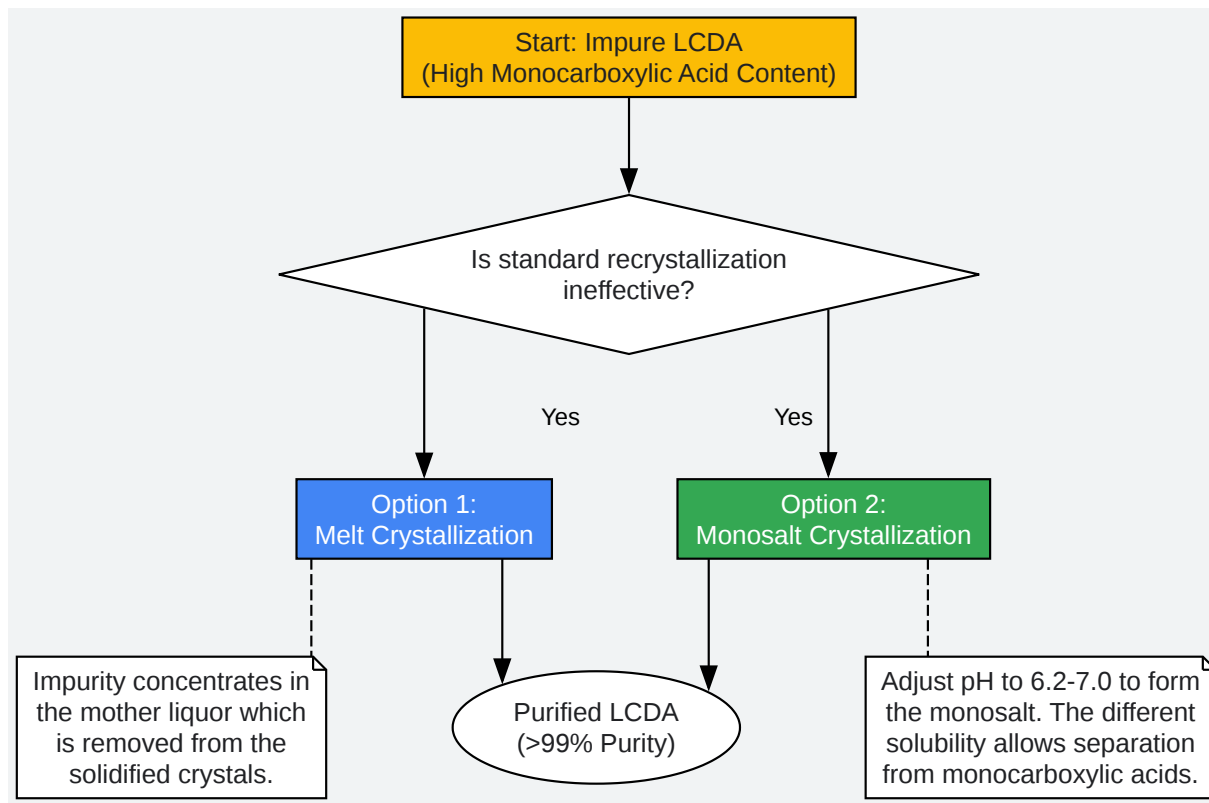 Start: Impure LCDA
(High Monocarboxylic Acid Content)
Is standard recrystallization
ineffective?
Yes
Yes
Option 1:
Melt Crystallization
Option 2:
Monosalt Crystallization
Impurity concentrates in
the mother liquor which
is removed from the
solidified crystals.
Purified LCDA
(>99% Purity)
Adjust pH to 6.2-7.0 to form
the monosalt. The different
solubility allows separation
from monocarboxylic acids.